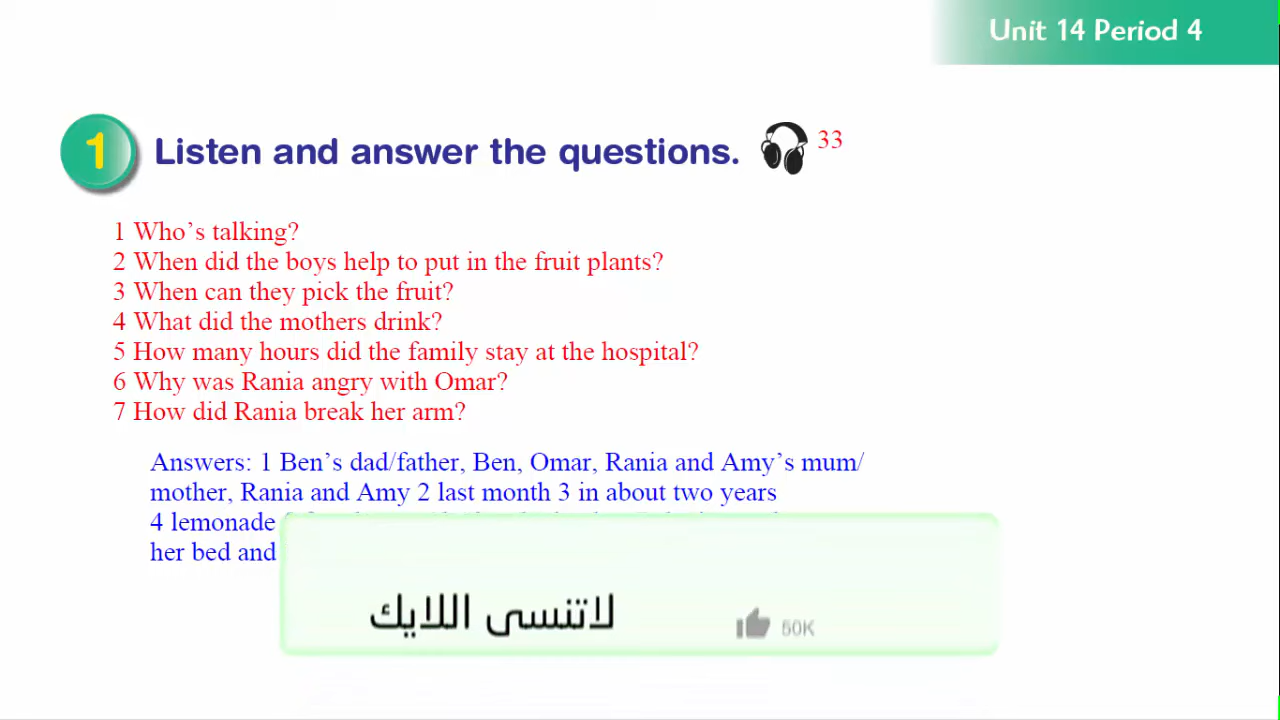 Unit 14 Period 4
1 Listen and answer the questions. 33
1 Who's talking?
2 When did the boys help to put in the fruit plants?
3 When can they pick the fruit?
4 What did the mothers drink?
5 How many hours did the family stay at the hospital?
6 Why was Rania angry with Omar?
7 How did Rania break her arm?
Answers: 1 Ben's dad/father, Ben, Omar, Rania and Amy's mum/
mother, Rania and Amy 2 last month 3 in about two years
4 lemonade
her bed and
لاتنسى اللايك
50K